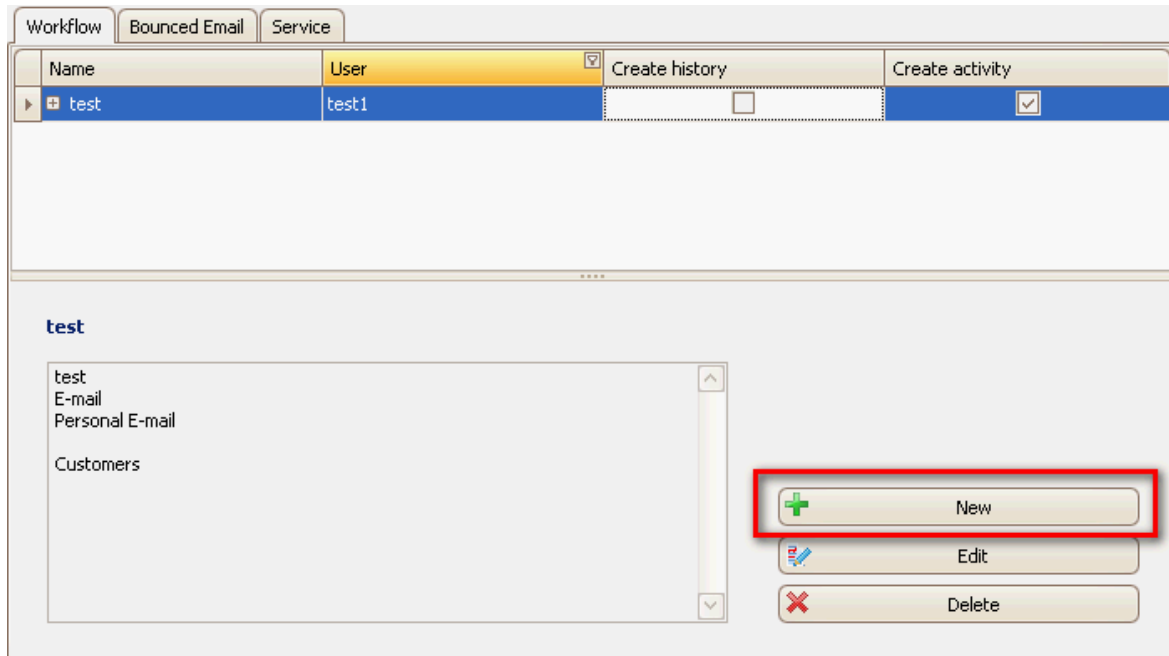 Workflow Bounced Email Service
Name User Create history Create activity
test test1
test
test
E-mail
Personal E-mail
Customers
New
Edit
Delete